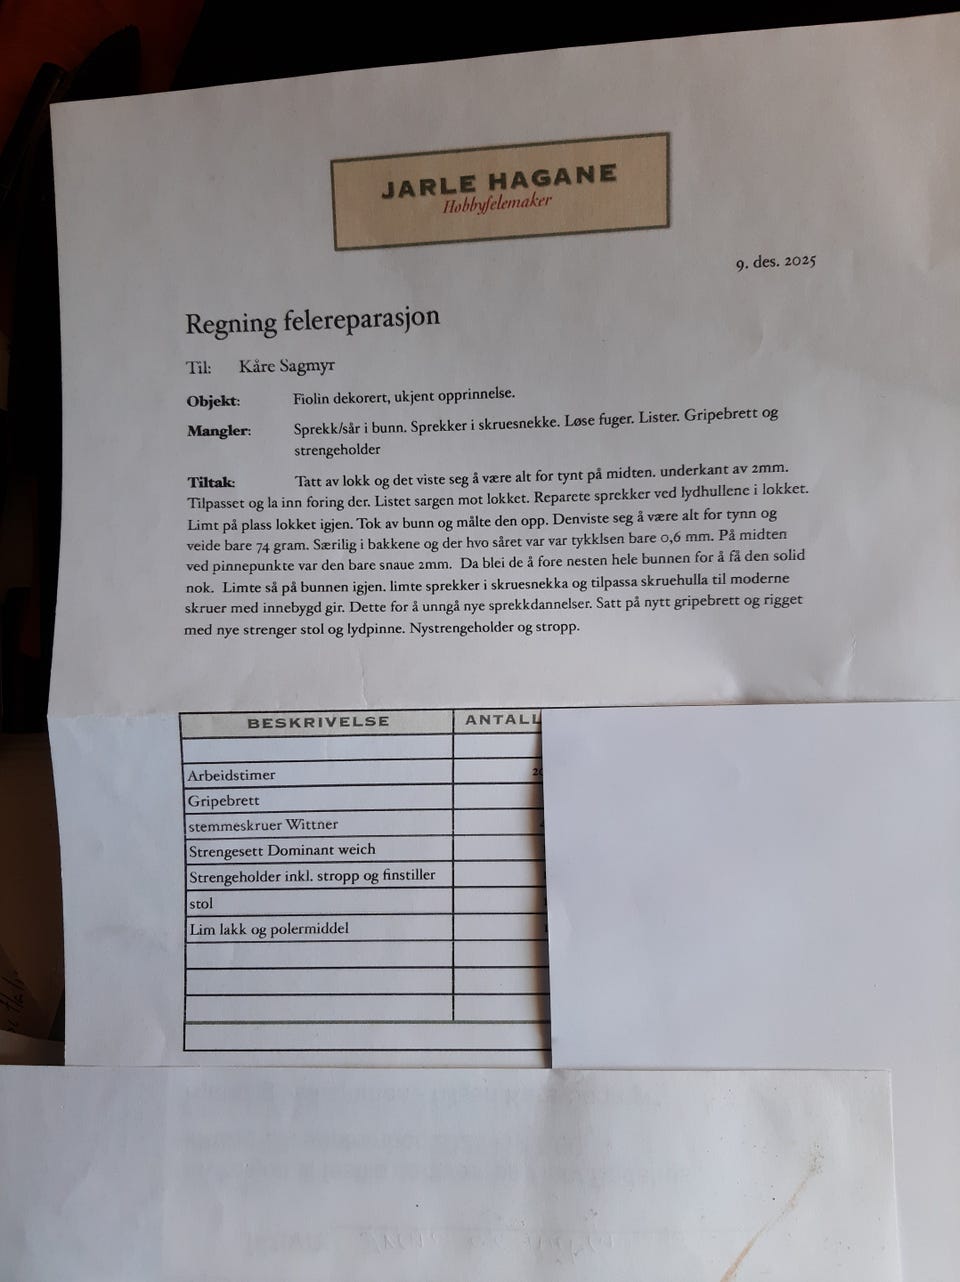 JARLE HAGANE
Hobbyfelemaker
9. des. 2025
Regning felereparasjon
Til: Kåre Sagmyr
Objekt: Fiolin dekorert, ukjent opprinnelse.
Mangler: Sprekk/sår i bunn. Sprekker i skruesnekke. Løse fuger. Lister. Gripebrett og
strengeholder
Tiltak: Tatt av lokk og det viste seg å være alt for tynt på midten. underkant av 2mm.
Tilpasset og la inn foring der. Listet sargen mot lokket. Reparete sprekker ved lydhullene i lokket.
Limt på plass lokket igjen. Tok av bunn og målte den opp. Denviste seg å være alt for tynn og
veide bare 74 gram. Særilig i bakkene og der hvo såret var var tykklsen bare 0,6 mm. På midten
ved pinnepunkte var den bare snaue 2mm. Da blei de å fore nesten hele bunnen for å få den solid
nok. Limte så på bunnen igjen. limte sprekker i skruesnekka og tilpassa skruehulla til moderne
skruer med innebygd gir. Dette for å unngå nye sprekkdannelser. Satt på nytt gripebrett og rigget
med nye strenger stol og lydpinne. Nystrengeholder og stropp.
BESKRIVELSE ANTALL
Arbeidstimer
Gripebrett
stemmeskruer Wittner
Strengesett Dominant weich
Strengeholder inkl. stropp og finstiller
stol
Lim lakk og polermiddel